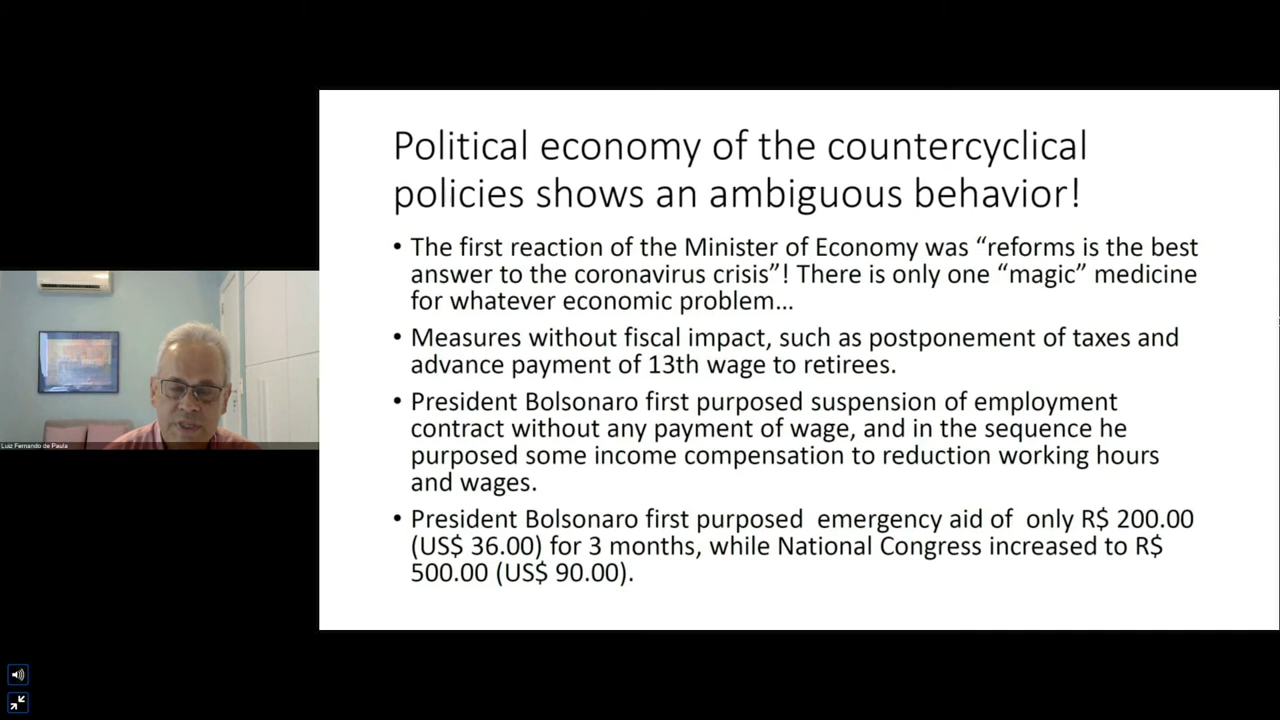 Political economy of the countercyclical
policies shows an ambiguous behavior!
• The first reaction of the Minister of Economy was “reforms is the best
answer to the coronavirus crisis”! There is only one “magic” medicine
for whatever economic problem…
• Measures without fiscal impact, such as postponement of taxes and
advance payment of 13th wage to retirees.
• President Bolsonaro first purposed suspension of employment
contract without any payment of wage, and in the sequence he
purposed some income compensation to reduction working hours
and wages.
• President Bolsonaro first purposed  emergency aid of  only R$ 200.00
(US$ 36.00) for 3 months, while National Congress increased to R$
500.00 (US$ 90.00).
Luiz Fernando de Paula